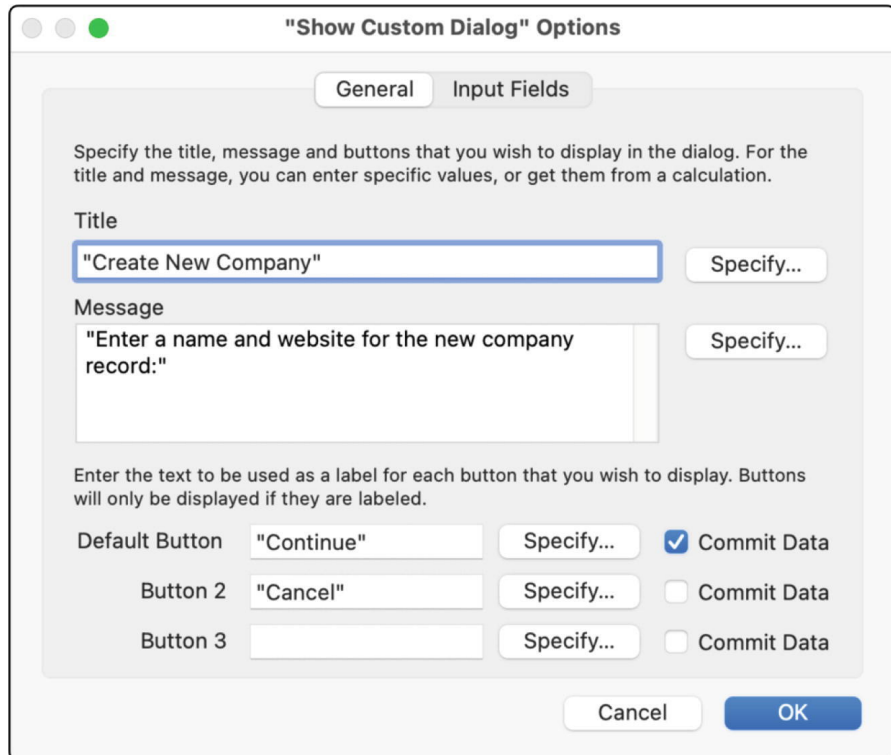 "Show Custom Dialog" Options
General Input Fields
Specify the title, message and buttons that you wish to display in the dialog. For the
title and message, you can enter specific values, or get them from a calculation.
Title
"Create New Company" Specify...
Message
"Enter a name and website for the new company Specify...
record:"
Enter the text to be used as a label for each button that you wish to display. Buttons
will only be displayed if they are labeled.
Default Button "Continue" Specify... Commit Data
Button 2 "Cancel" Specify... Commit Data
Button 3 Specify... Commit Data
Cancel OK